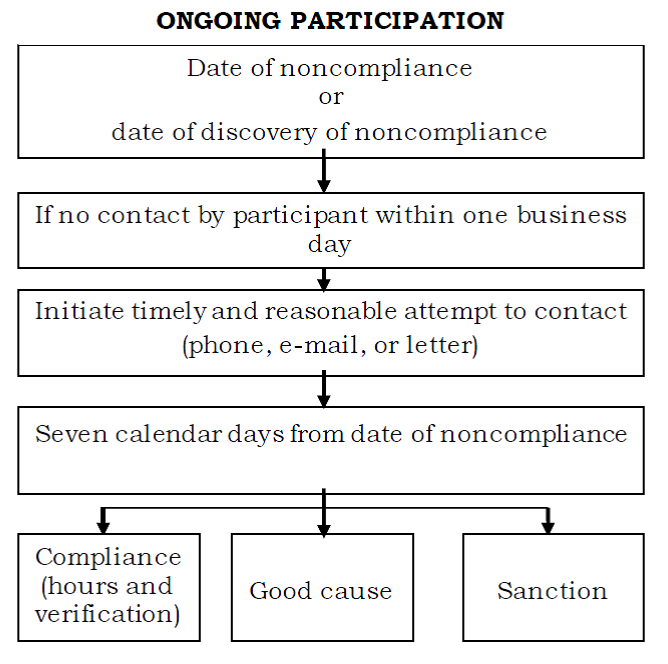 ONGOING PARTICIPATION
Date of noncompliance
or
date of discovery of noncompliance
If no contact by participant within one business
day
Initiate timely and reasonable attempt to contact
(phone, e-mail, or letter)
Seven calendar days from date of noncompliance
Compliance
(hours and
verification)
Good cause
Sanction